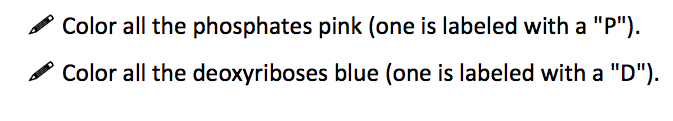 Color all the phosphates pink (one is labeled with a "P").
Color all the deoxyriboses blue (one is labeled with a "D").